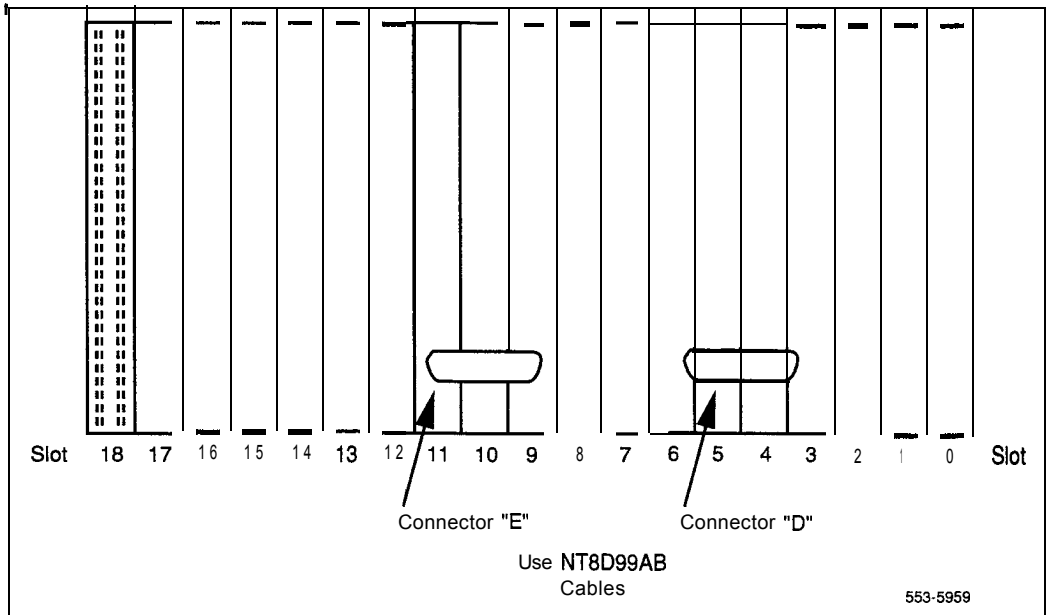 Slot 18 17 16 15 14 13 12 11 10 9 8 7 6 5 4 3 2 1 0 Slot
Connector "E" Connector "D"
Use NT8D99AB
Cables
553-5959